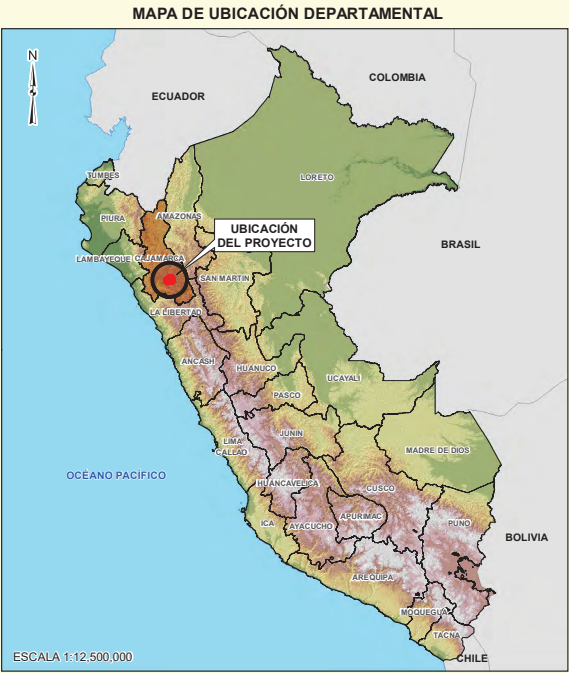 MAPA DE UBICACIÓN DEPARTAMENTAL
N
COLOMBIA
ECUADOR
TUMBES
LORETO
PIURA
AMAZONAS
UBICACIÓN
DEL PROYECTO
BRASIL
LAMBAYEQUE
CAJAMARCA
SAN MARTIN
LA LIBERTAD
ANCASH
HUANUCO
UCAYALI
PASCO
JUNIN
LIMA
CALLAO
MADRE DE DIOS
OCÉANO PACÍFICO
HUANCAVELICA
CUSCO
ICA
AYACUCHO
APURIMAC
PUNO
BOLIVIA
AREQUIPA
MOQUEGUA
TACNA
ESCALA 1:12,500,000
CHILE